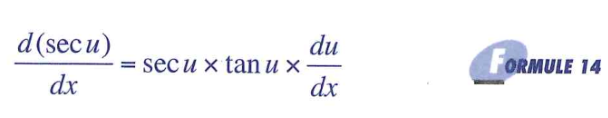 d(sec u)/dx = sec u × tan u × du/dx
FORMULE 14